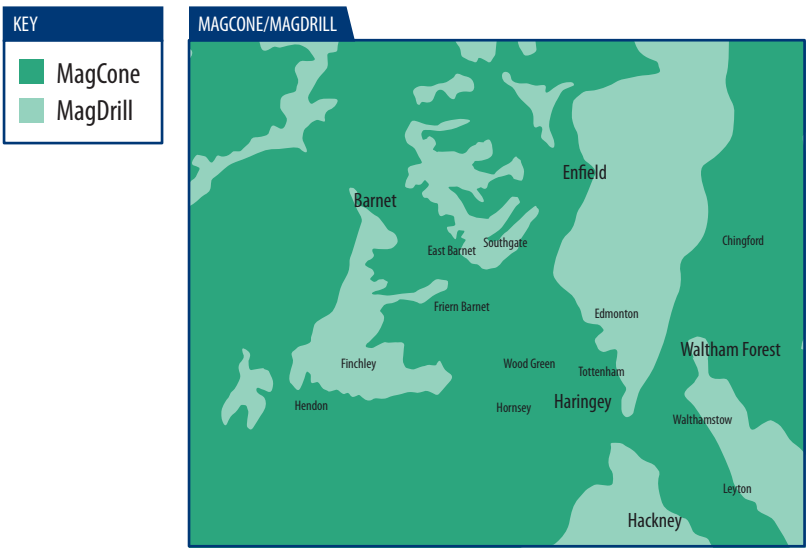 KEY
MagCone
MagDrill
MAGCONE/MAGDRILL
Enfield
Barnet
Chingford
Southgate
East Barnet
Friern Barnet
Edmonton
Waltham Forest
Finchley
Wood Green
Tottenham
Haringey
Hendon
Hornsey
Walthamstow
Leyton
Hackney